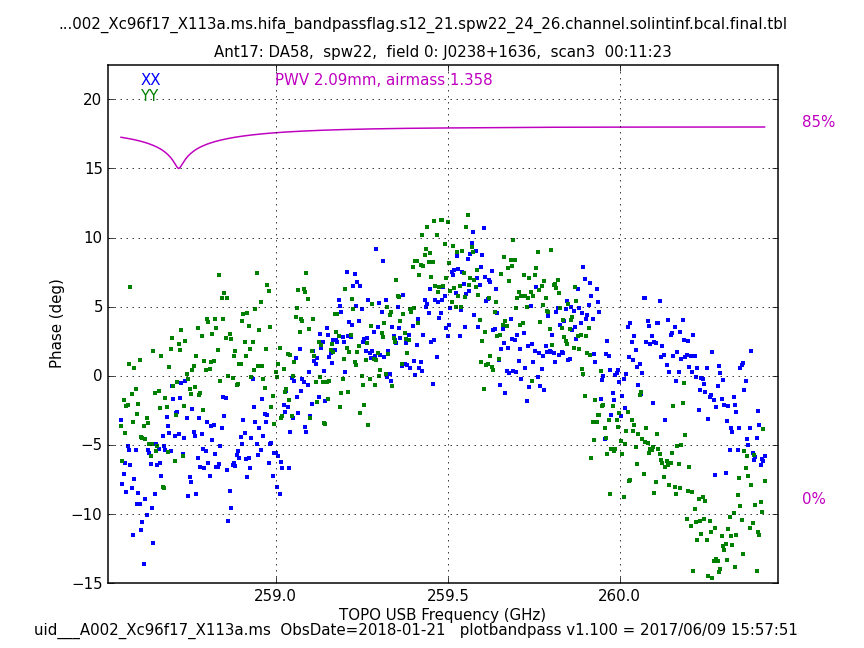 ...002_Xc96f17_X113a.ms.hifa_bandpassflag.s12_21.spw22_24_26.channel.solintinf.bcal.final.tbl
Ant17: DA58,  spw22,  field 0: J0238+1636,  scan3  00:11:23
XX
PWV 2.09mm, airmass 1.358
YY
20
85%
15
10
5
0
−5
−10
−15
0%
Phase (deg)
259.0
259.5
260.0
TOPO USB Frequency (GHz)
uid___A002_Xc96f17_X113a.ms  ObsDate=2018-01-21   plotbandpass v1.100 = 2017/06/09 15:57:51